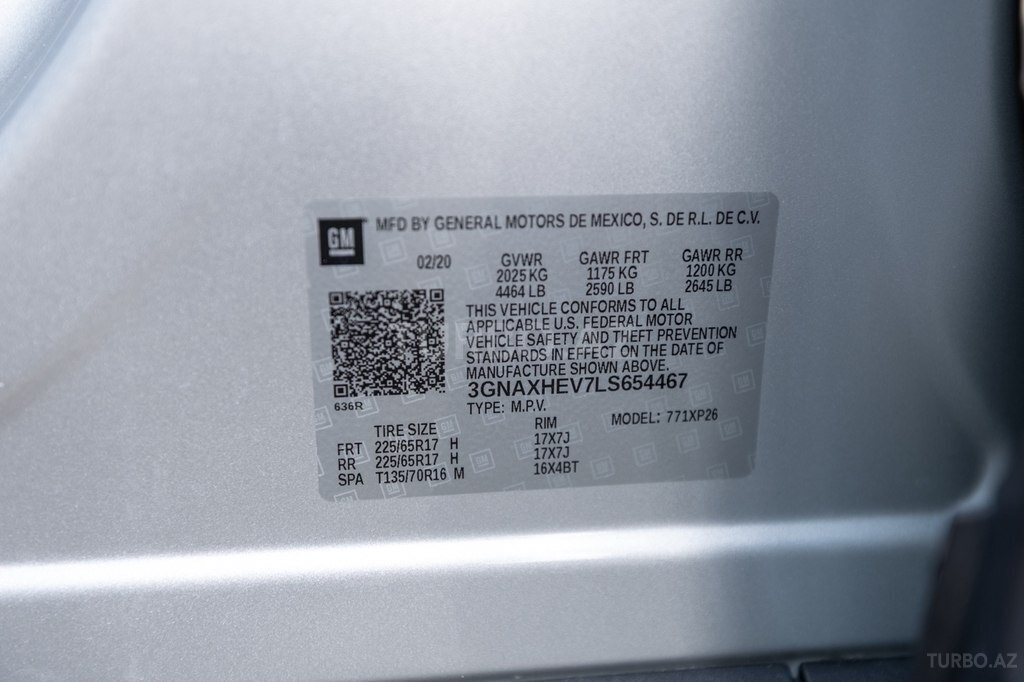 GM
MFD BY GENERAL MOTORS DE MEXICO, S. DE R.L. DE C.V.
02/20 GVWR GAWR FRT GAWR RR
2025 KG 1175 KG 1200 KG
4464 LB 2590 LB 2645 LB
THIS VEHICLE CONFORMS TO ALL
APPLICABLE U.S. FEDERAL MOTOR
VEHICLE SAFETY AND THEFT PREVENTION
STANDARDS IN EFFECT ON THE DATE OF
MANUFACTURE SHOWN ABOVE.
3GNAXHEV7LS654467
636R
TYPE: M.P.V.
MODEL: 771XP26
TIRE SIZE RIM
FRT 225/65R17 H 17X7J
RR 225/65R17 H 17X7J
SPA T135/70R16 M 16X4BT
TURBO.AZ